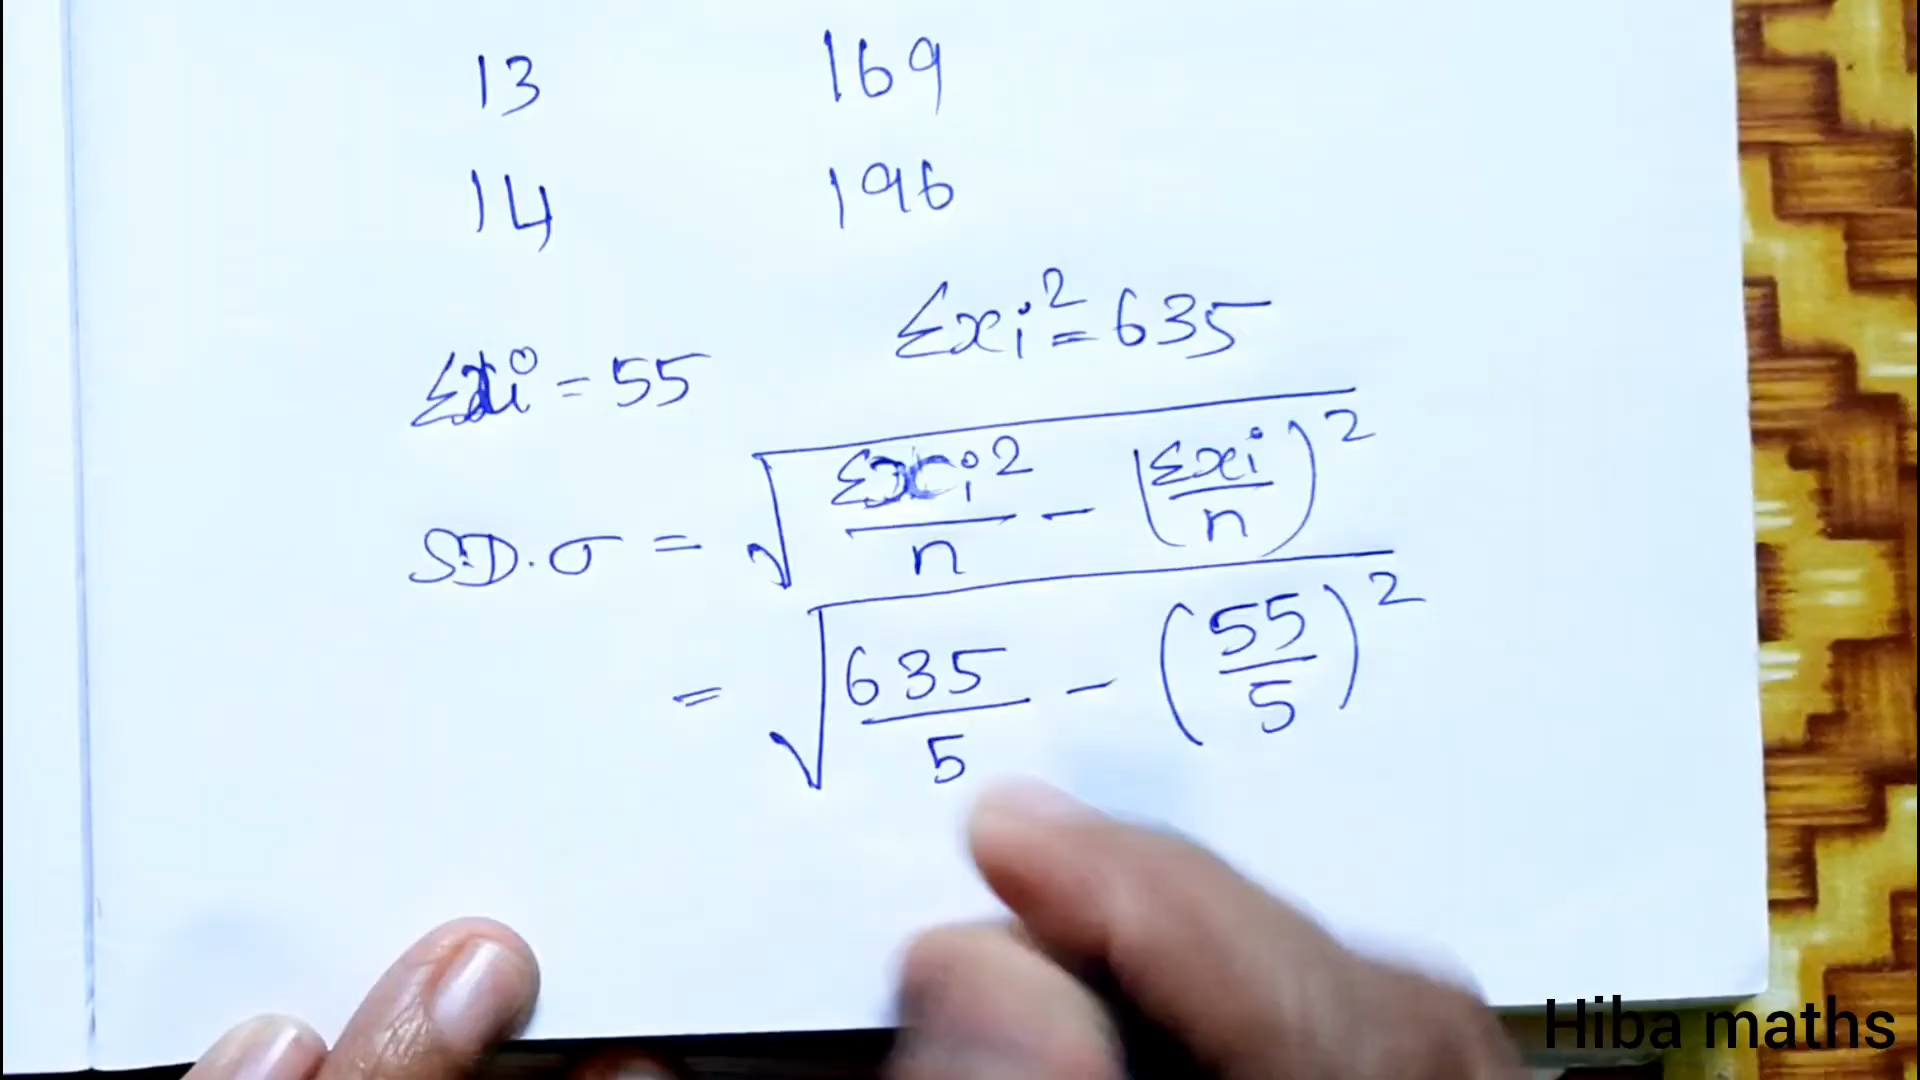 13 169
14 196
Σxi² = 635
Σxi = 55
S.D. σ = √(Σxi²/n − (Σxi/n)²)
= √(635/5 − (55/5)²)
Hiba maths